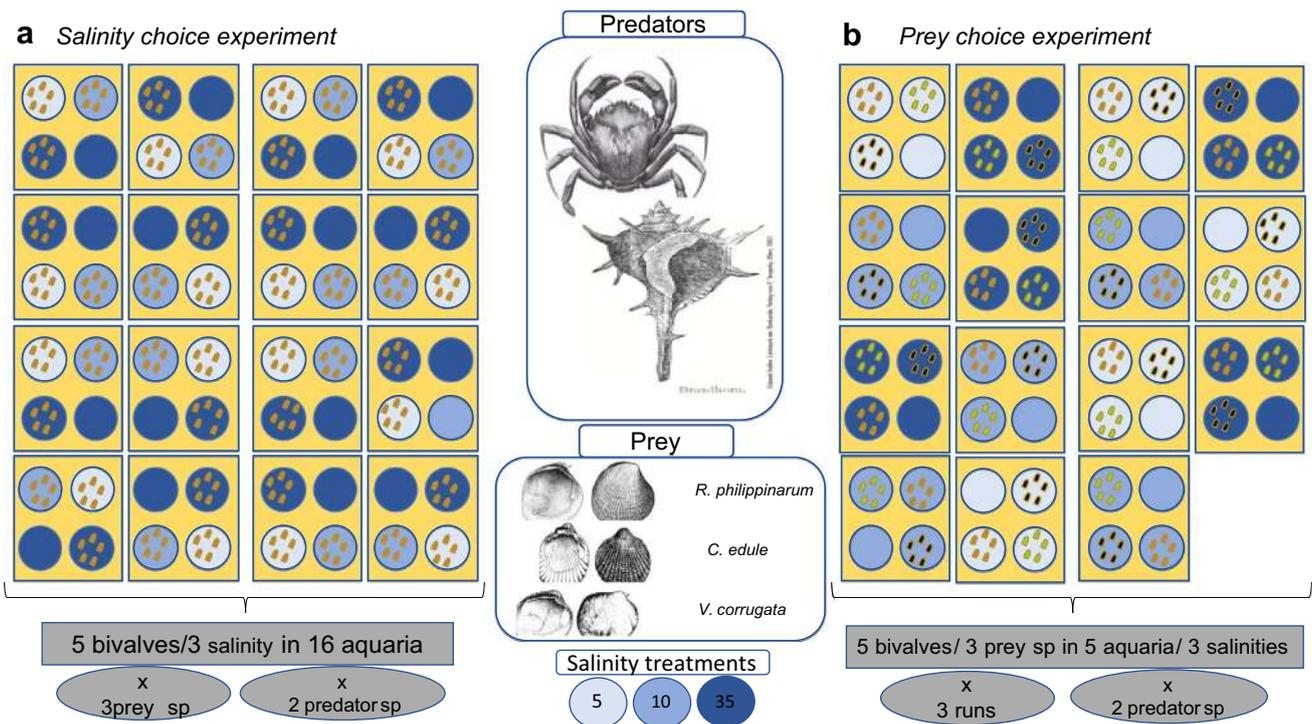 a Salinity choice experiment
Predators
b Prey choice experiment
Prey
R. philippinarum
C. edule
V. corrugata
5 bivalves/3 salinity in 16 aquaria
x
3prey sp
x
2 predator sp
Salinity treatments
5 10 35
5 bivalves/ 3 prey sp in 5 aquaria/ 3 salinities
x
3 runs
x
2 predator sp